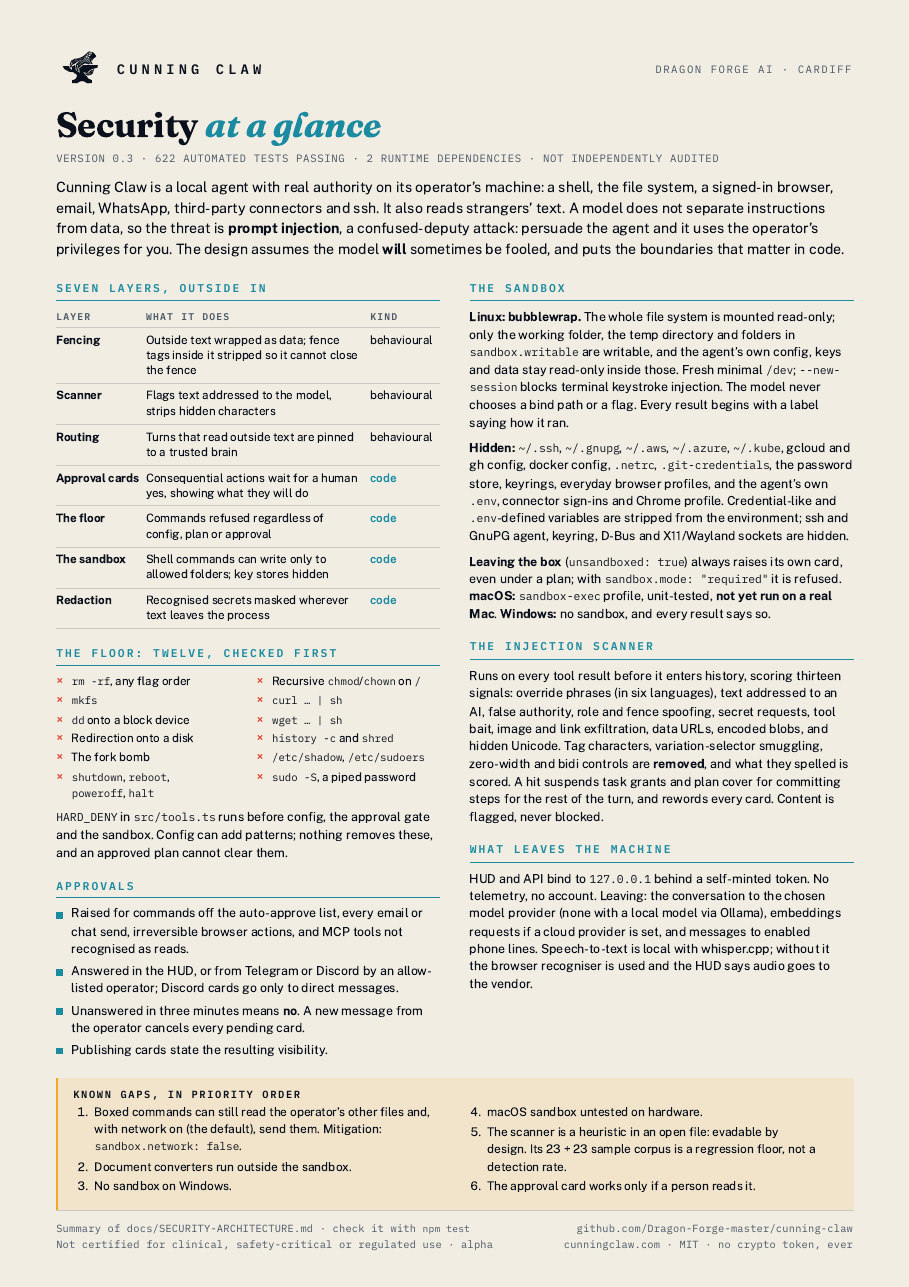 CUNNING CLAW
DRAGON FORGE AI · CARDIFF
Security at a glance
VERSION 0.3 · 622 AUTOMATED TESTS PASSING · 2 RUNTIME DEPENDENCIES · NOT INDEPENDENTLY AUDITED
Cunning Claw is a local agent with real authority on its operator’s machine: a shell, the file system, a signed-in browser,
email, WhatsApp, third-party connectors and ssh. It also reads strangers’ text. A model does not separate instructions
from data, so the threat is prompt injection, a confused-deputy attack: persuade the agent and it uses the operator’s
privileges for you. The design assumes the model will sometimes be fooled, and puts the boundaries that matter in code.
SEVEN LAYERS, OUTSIDE IN
LAYER WHAT IT DOES KIND
Fencing Outside text wrapped as data; fence behavioural
tags inside it stripped so it cannot close
the fence
Scanner Flags text addressed to the model, behavioural
strips hidden characters
Routing Turns that read outside text are pinned behavioural
to a trusted brain
Approval cards Consequential actions wait for a human code
yes, showing what they will do
The floor Commands refused regardless of code
config, plan or approval
The sandbox Shell commands can write only to code
allowed folders; key stores hidden
Redaction Recognised secrets masked wherever code
text leaves the process
THE FLOOR: TWELVE, CHECKED FIRST
× rm -rf, any flag order
× mkfs
× dd onto a block device
× Redirection onto a disk
× The fork bomb
× shutdown, reboot,
poweroff, halt
× Recursive chmod/chown on /
× curl … | sh
× wget … | sh
× history -c and shred
× /etc/shadow, /etc/sudoers
× sudo -S, a piped password
HARD_DENY in src/tools.ts runs before config, the approval gate
and the sandbox. Config can add patterns; nothing removes these,
and an approved plan cannot clear them.
APPROVALS
Raised for commands off the auto-approve list, every email or
chat send, irreversible browser actions, and MCP tools not
recognised as reads.
Answered in the HUD, or from Telegram or Discord by an allow-
listed operator; Discord cards go only to direct messages.
Unanswered in three minutes means no. A new message from
the operator cancels every pending card.
Publishing cards state the resulting visibility.
THE SANDBOX
Linux: bubblewrap. The whole file system is mounted read-only;
only the working folder, the temp directory and folders in
sandbox.writable are writable, and the agent’s own config, keys
and data stay read-only inside those. Fresh minimal /dev; --new-
session blocks terminal keystroke injection. The model never
chooses a bind path or a flag. Every result begins with a label
saying how it ran.
Hidden: ~/.ssh, ~/.gnupg, ~/.aws, ~/.azure, ~/.kube, gcloud and
gh config, docker config, .netrc, .git-credentials, the password
store, keyrings, everyday browser profiles, and the agent’s own
.env, connector sign-ins and Chrome profile. Credential-like and
.env-defined variables are stripped from the environment; ssh and
GnuPG agent, keyring, D-Bus and X11/Wayland sockets are hidden.
Leaving the box (unsandboxed: true) always raises its own card,
even under a plan; with sandbox.mode: "required" it is refused.
macOS: sandbox-exec profile, unit-tested, not yet run on a real
Mac. Windows: no sandbox, and every result says so.
THE INJECTION SCANNER
Runs on every tool result before it enters history, scoring thirteen
signals: override phrases (in six languages), text addressed to an
AI, false authority, role and fence spoofing, secret requests, tool
bait, image and link exfiltration, data URLs, encoded blobs, and
hidden Unicode. Tag characters, variation-selector smuggling,
zero-width and bidi controls are removed, and what they spelled is
scored. A hit suspends task grants and plan cover for committing
steps for the rest of the turn, and rewords every card. Content is
flagged, never blocked.
WHAT LEAVES THE MACHINE
HUD and API bind to 127.0.0.1 behind a self-minted token. No
telemetry, no account. Leaving: the conversation to the chosen
model provider (none with a local model via Ollama), embeddings
requests if a cloud provider is set, and messages to enabled
phone lines. Speech-to-text is local with whisper.cpp; without it
the browser recogniser is used and the HUD says audio goes to
the vendor.
KNOWN GAPS, IN PRIORITY ORDER
1. Boxed commands can still read the operator’s other files and,
with network on (the default), send them. Mitigation:
sandbox.network: false.
2. Document converters run outside the sandbox.
3. No sandbox on Windows.
4. macOS sandbox untested on hardware.
5. The scanner is a heuristic in an open file: evadable by
design. Its 23 + 23 sample corpus is a regression floor, not a
detection rate.
6. The approval card works only if a person reads it.
Summary of docs/SECURITY-ARCHITECTURE.md · check it with npm test
Not certified for clinical, safety-critical or regulated use · alpha
github.com/Dragon-Forge-master/cunning-claw
cunningclaw.com · MIT · no crypto token, ever